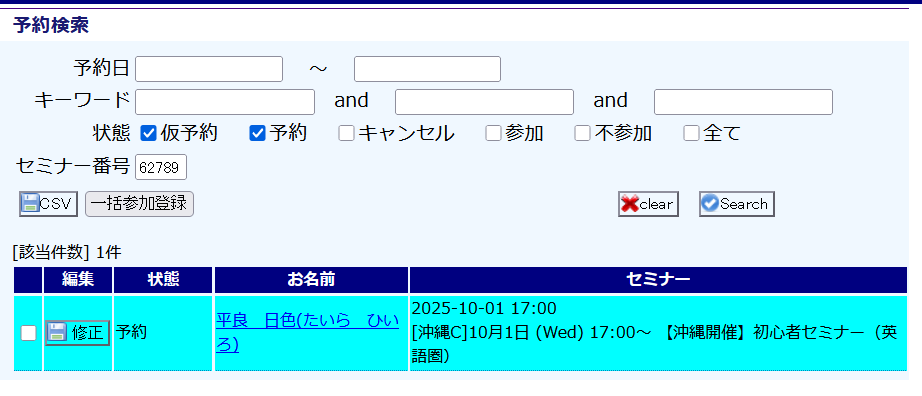 予約検索
予約日 ～
キーワード and and
状態 仮予約 予約 キャンセル 参加 不参加 全て
セミナー番号 62789
CSV 一括参加登録 clear Search
[該当件数] 1件
編集 状態 お名前 セミナー
修正 予約 平良　日色(たいら　ひいろ) 2025-10-01 17:00
[沖縄C]10月1日 (Wed) 17:00～ 【沖縄開催】初心者セミナー（英
語圏）